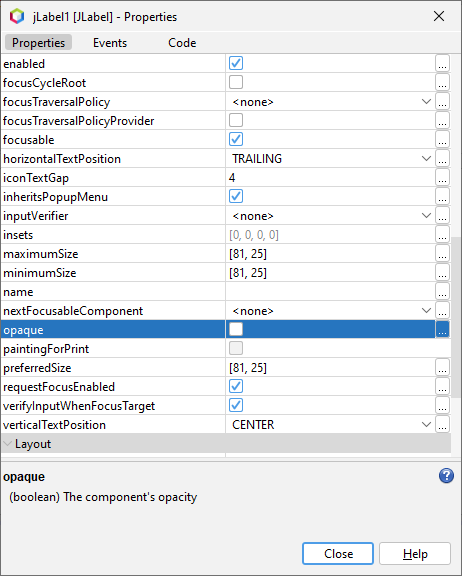 jLabel1 [JLabel] - Properties
Properties Events Code
enabled ...
focusCycleRoot ...
focusTraversalPolicy <none> ...
focusTraversalPolicyProvider ...
focusable ...
horizontalTextPosition TRAILING ...
iconTextGap 4 ...
inheritsPopupMenu ...
inputVerifier <none> ...
insets [0, 0, 0, 0] ...
maximumSize [81, 25] ...
minimumSize [81, 25] ...
name ...
nextFocusableComponent <none> ...
opaque ...
paintingForPrint ...
preferredSize [81, 25] ...
requestFocusEnabled ...
verifyInputWhenFocusTarget ...
verticalTextPosition CENTER ...
Layout
opaque ?
(boolean) The component's opacity
Close Help